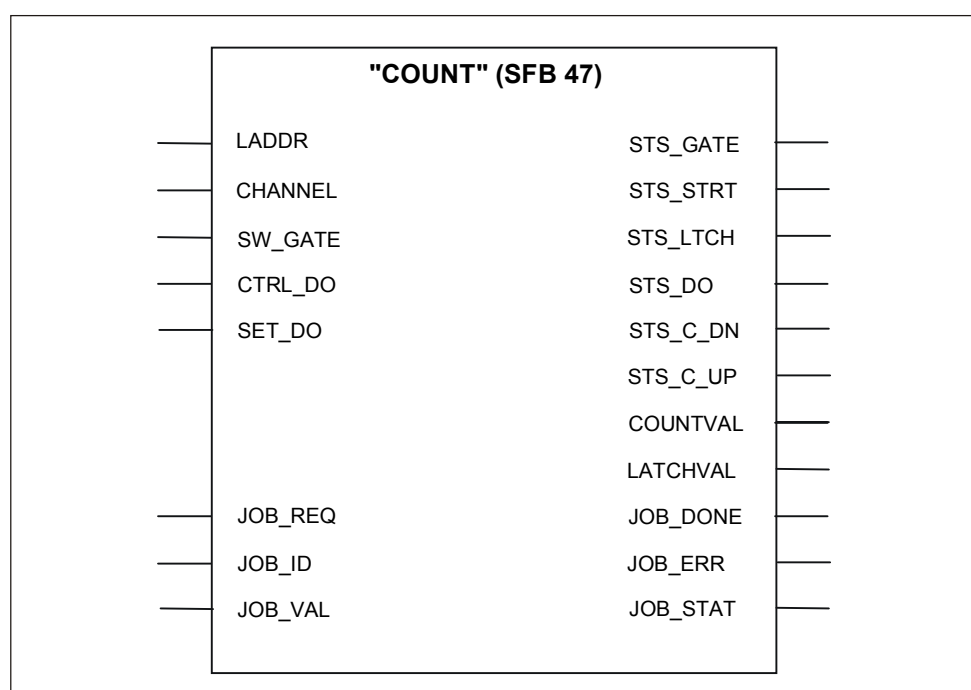 "COUNT" (SFB 47)
LADDR
STS_GATE
CHANNEL
STS_STRT
SW_GATE
STS_LTCH
CTRL_DO
STS_DO
SET_DO
STS_C_DN
STS_C_UP
COUNTVAL
LATCHVAL
JOB_REQ
JOB_DONE
JOB_ID
JOB_ERR
JOB_VAL
JOB_STAT